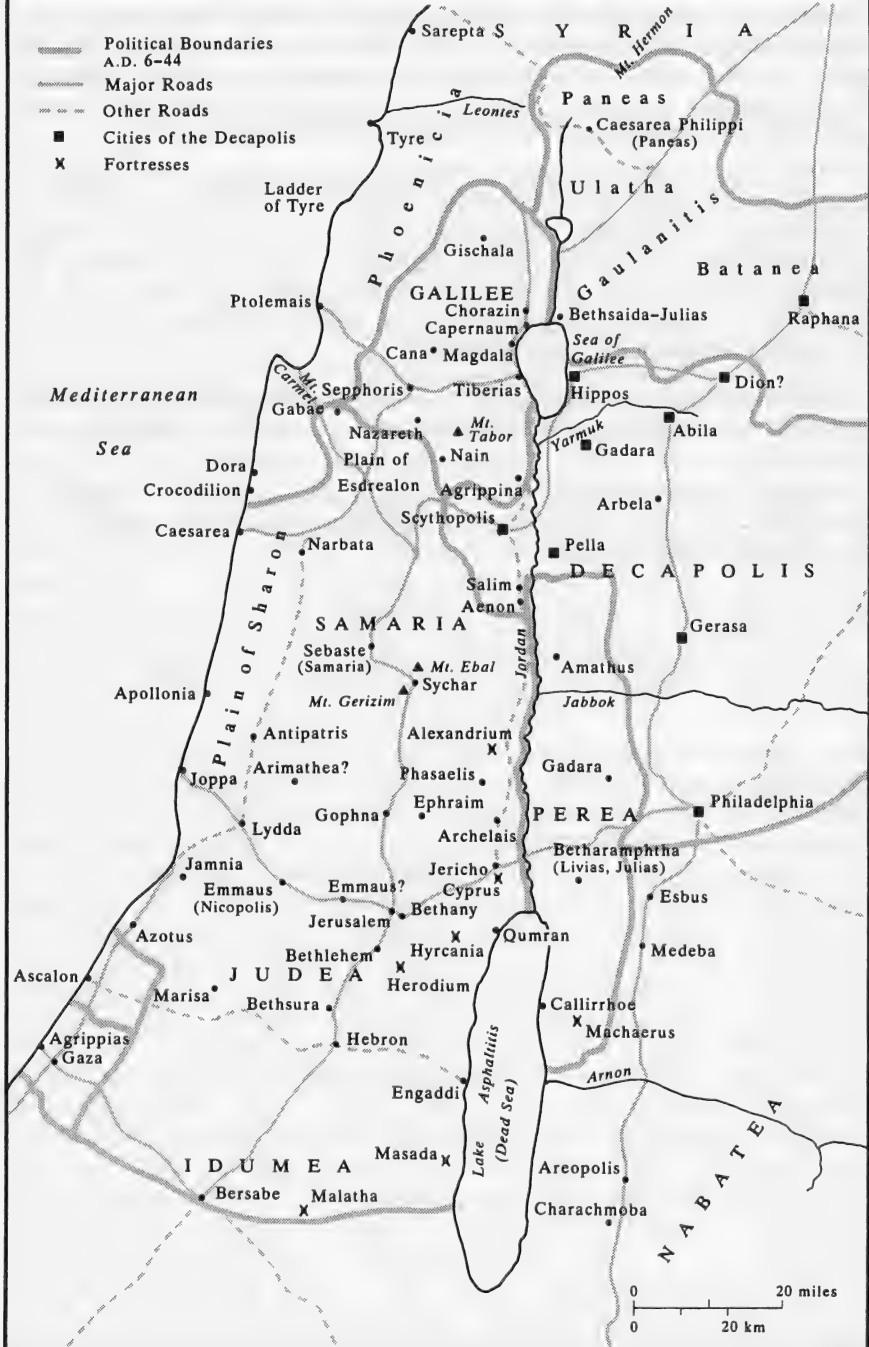 Political Boundaries
A.D. 6–44
Major Roads
Other Roads
Cities of the Decapolis
Fortresses
Sarepta
S Y R I A
Mt. Hermon
Paneas
Leontes
Caesarea Philippi
(Paneas)
Tyre
Phoenicia
Ladder
of Tyre
Ulatha
Gaulanitis
Gischala
Batanea
GALILEE
Ptolemais
Chorazin
Bethsaida-Julias
Raphana
Capernaum
Sea of
Galilee
Cana
Magdala
Mt.
Carmel
Sepphoris
Tiberias
Hippos
Dion?
Mediterranean
Sea
Gabae
Nazareth
Mt.
Tabor
Yarmuk
Abila
Gadara
Nain
Plain of
Esdrealon
Dora
Crocodilion
Agrippina
Arbela
Scythopolis
Caesarea
Narbata
Pella
DECAPOLIS
Plain of Sharon
Salim
Aenon
SAMARIA
Jordan
Gerasa
Sebaste
(Samaria)
Mt. Ebal
Amathus
Sychar
Apollonia
Mt. Gerizim
Jabbok
Antipatris
Alexandrium
Joppa
Arimathea?
Phasaelis
Gadara
Gophna
Ephraim
PEREA
Philadelphia
Lydda
Archelais
Jamnia
Jericho
Betharamphtha
(Livias, Julias)
Emmaus
(Nicopolis)
Emmaus?
Cyprus
Esbus
Jerusalem
Bethany
Azotus
Qumran
Bethlehem
Hyrcania
Medeba
Ascalon
JUDEA
Herodium
Marisa
Bethsura
Callirrhoe
Machaerus
Agrippias
Gaza
Hebron
Arnon
Engaddi
Lake Asphaltitis
(Dead Sea)
IDUMEA
Masada
Areopolis
NABATEA
Bersabe
Malatha
Charachmoba
0 20 miles
0 20 km